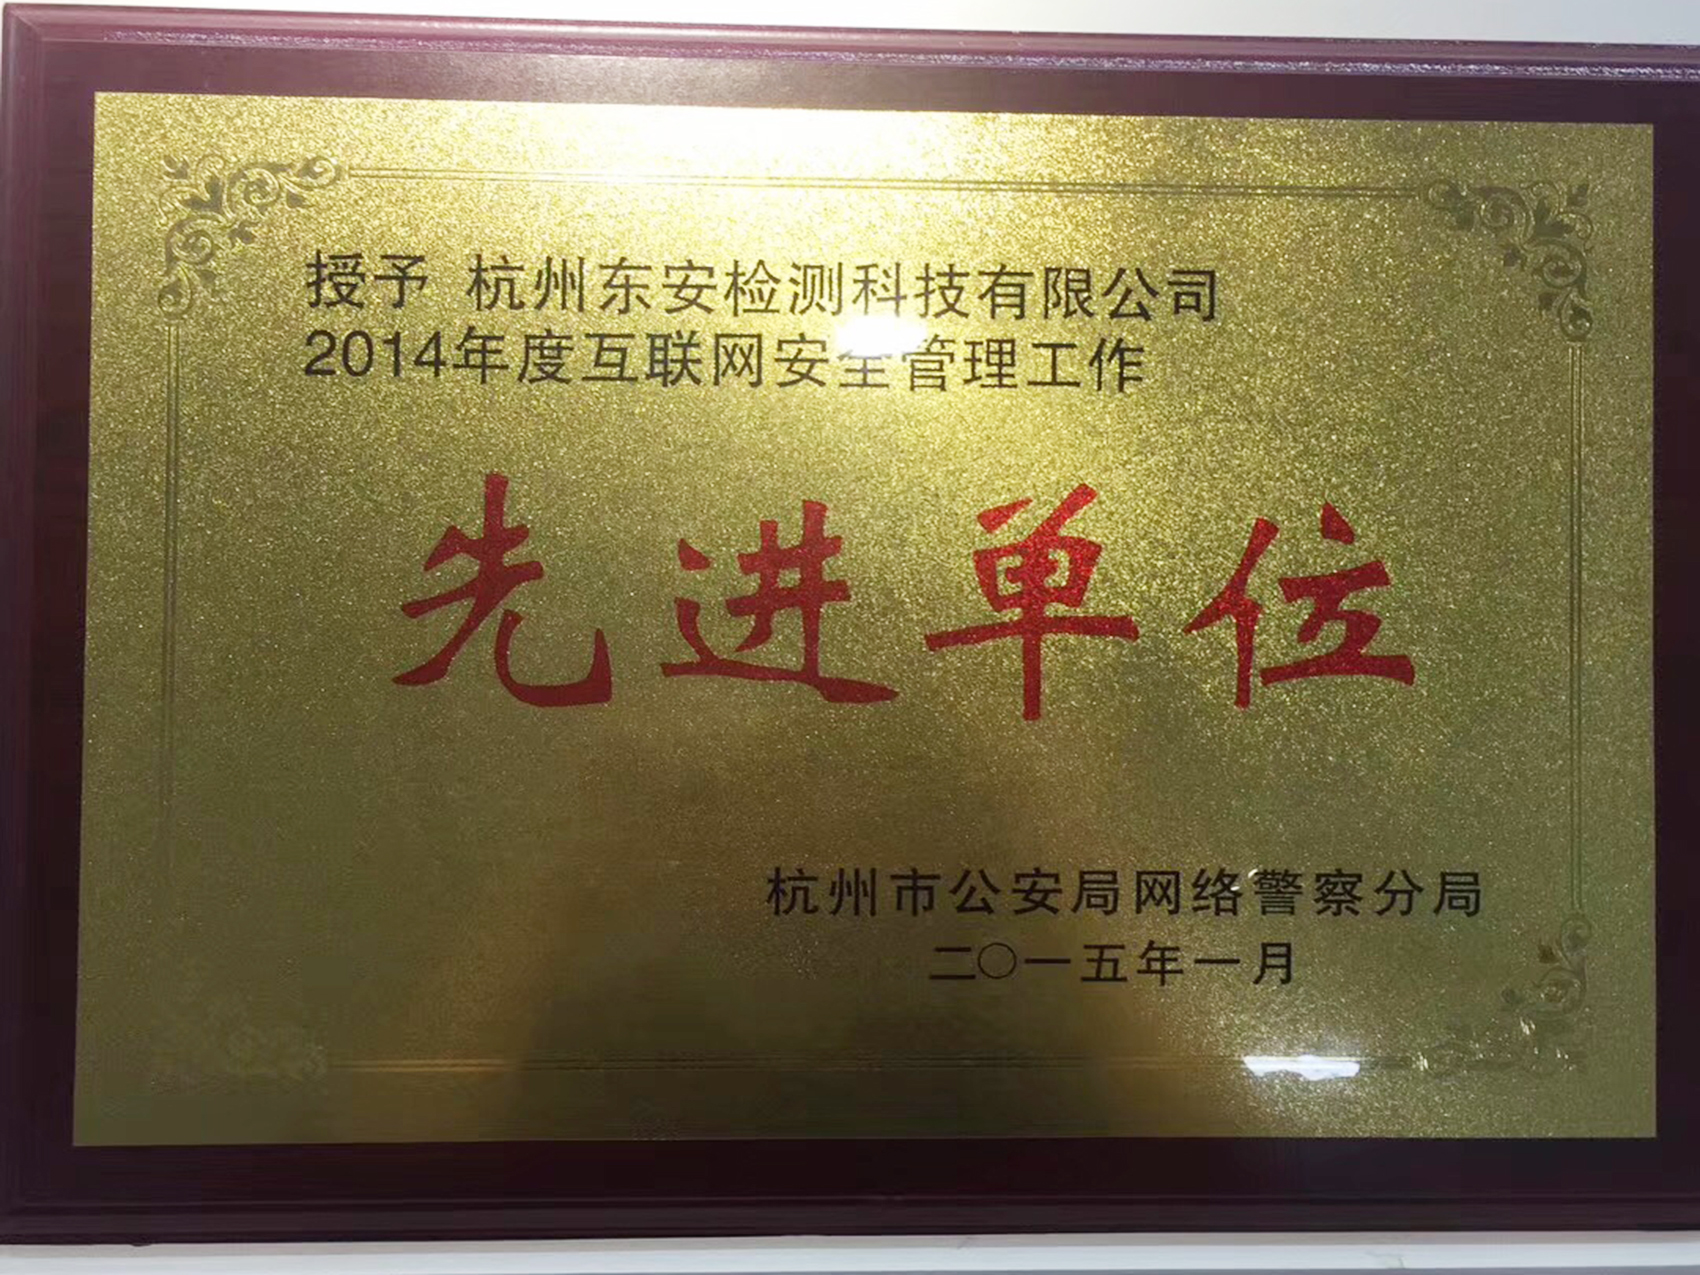 授予 杭州东安检测科技有限公司
2014年度互联网安全管理工作
先进单位
杭州市公安局网络警察分局
二〇一五年一月